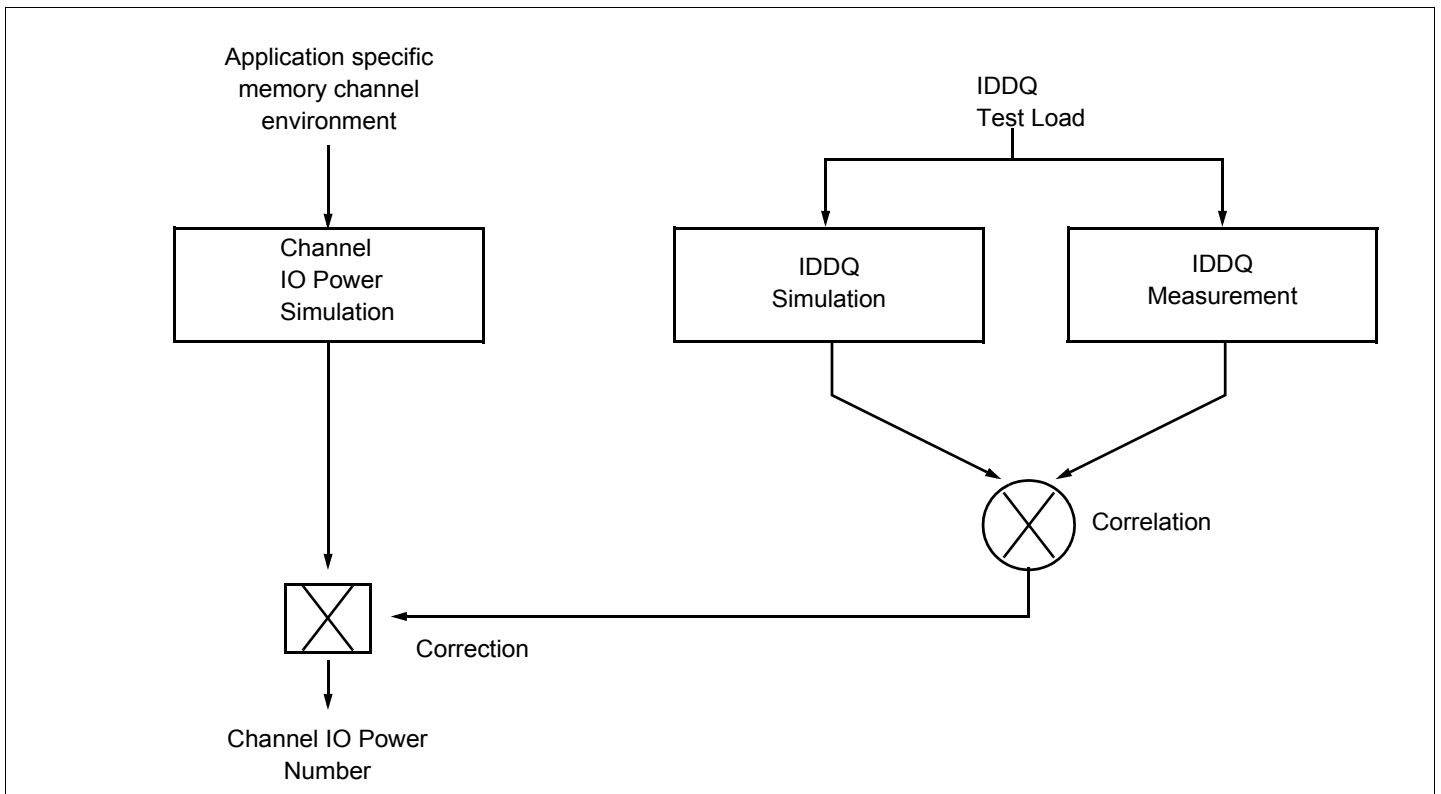 Application specific
memory channel
environment
IDDQ
Test Load
Channel
IO Power
Simulation
IDDQ
Simulation
IDDQ
Measurement
Correlation
Correction
Channel IO Power
Number